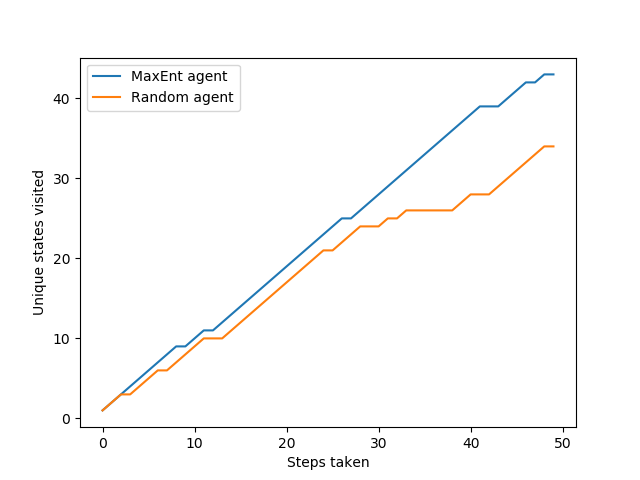 MaxEnt agent
Random agent
40
30
20
10
0
Unique states visited
0 10 20 30 40 50
Steps taken